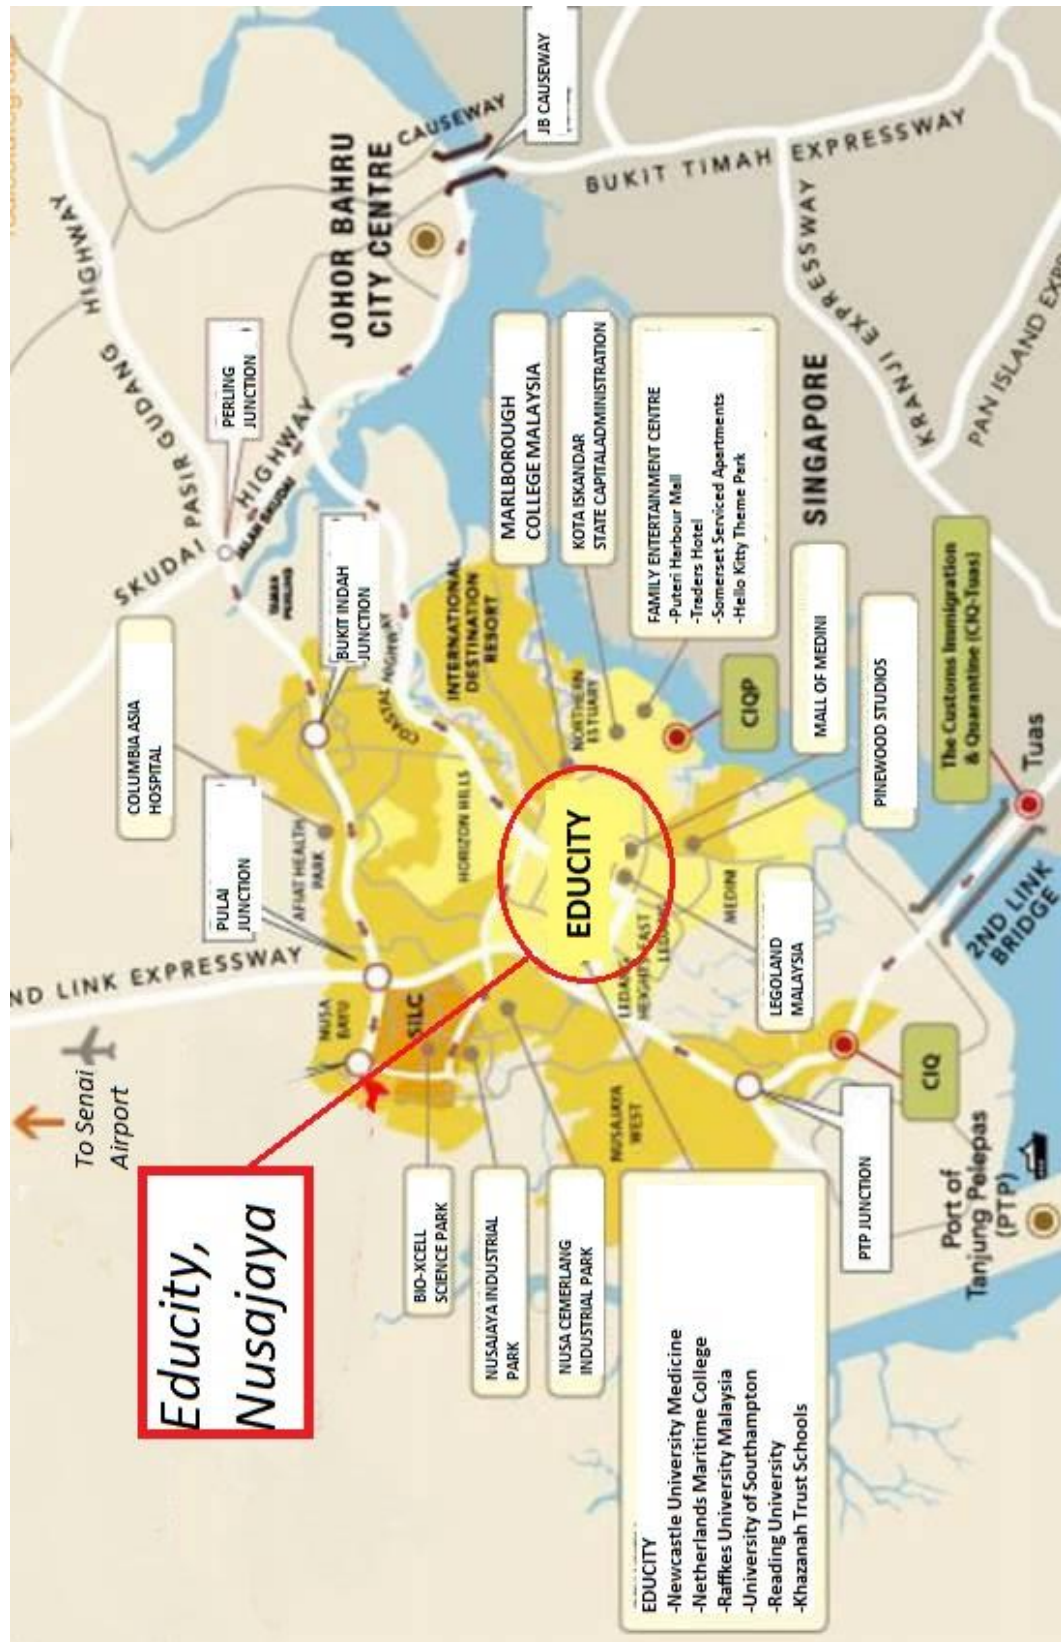 Educity,
Nusajaya
To Senai
Airport
ND LINK EXPRESSWAY
PULAI
JUNCTION
COLUMBIA ASIA
HOSPITAL
SKUDAI PASIR GUDANG HIGHWAY
PERLING
JUNCTION
HIGHWAY
JALAN SKUDAI
TAMAN
PERLING
BUKIT INDAH
JUNCTION
JOHOR BAHRU
CITY CENTRE
CAUSEWAY
JB CAUSEWAY
BUKIT TIMAH EXPRESSWAY
KRANJI EXPRESSWAY
PAN ISLAND EXP
SINGAPORE
NUSA
BAYU
SILC
AFIAT HEALTH
PARK
HORIZON HILLS
COASTAL HIGHWAY
INTERNATIONAL
DESTINATION
RESORT
NORTHERN
ESTUARY
EDUCITY
LEDANG
HEIGHTS
EAST
MEDINI
NUSAJAYA
WEST
MARLBOROUGH
COLLEGE MALAYSIA
KOTA ISKANDAR
STATE CAPITALADMINISTRATION
FAMILY ENTERTAINMENT CENTRE
-Puteri Harbour Mall
-Traders Hotel
-Somerset Serviced Apartments
-Hello Kitty Theme Park
CIQP
MALL OF MEDINI
PINEWOOD STUDIOS
The Customs Immigration
& Quarantine (CIQ-Tuas)
Tuas
2ND LINK
BRIDGE
LEGOLAND
MALAYSIA
CIQ
PTP JUNCTION
Port of
Tanjung Pelepas
(PTP)
BIO-XCELL
SCIENCE PARK
NUSAJAYA INDUSTRIAL
PARK
NUSA CEMERLANG
INDUSTRIAL PARK
EDUCITY
-Newcastle University Medicine
-Netherlands Maritime College
-Raffkes University Malaysia
-University of Southampton
-Reading University
-Khazanah Trust Schools